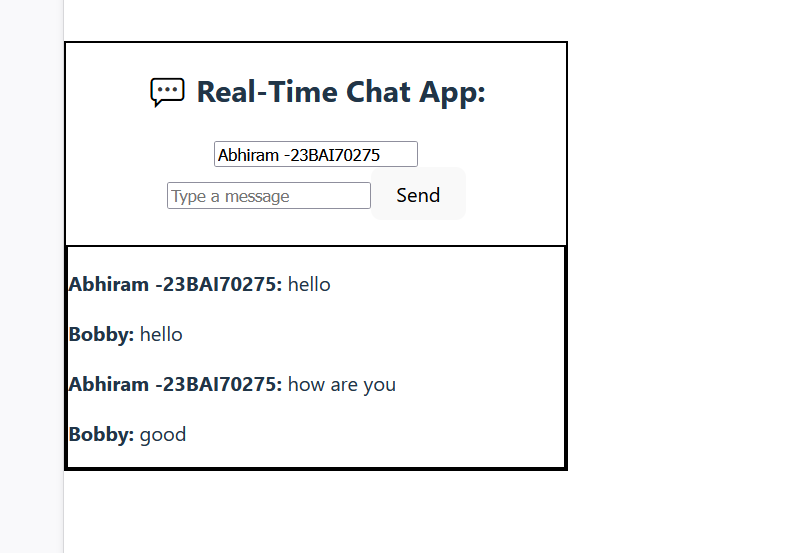 💬 Real-Time Chat App:
Abhiram -23BAI70275
Type a message Send
Abhiram -23BAI70275: hello
Bobby: hello
Abhiram -23BAI70275: how are you
Bobby: good